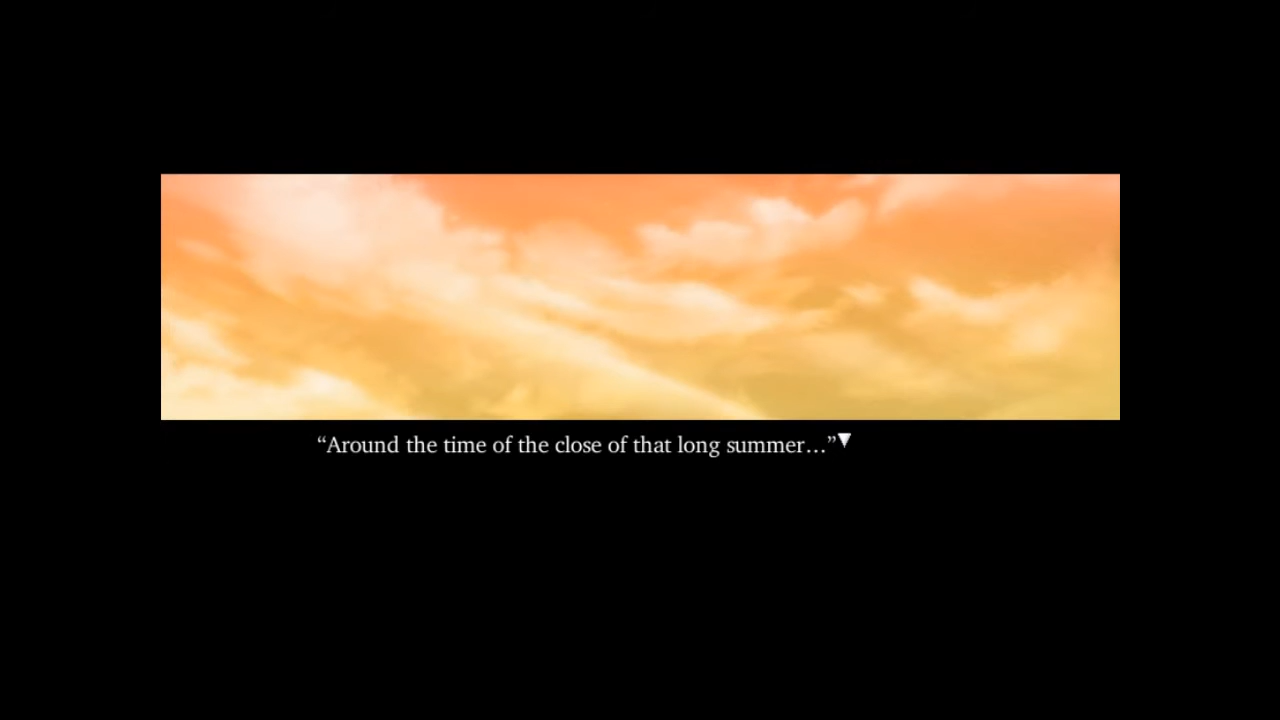 “Around the time of the close of that long summer…”